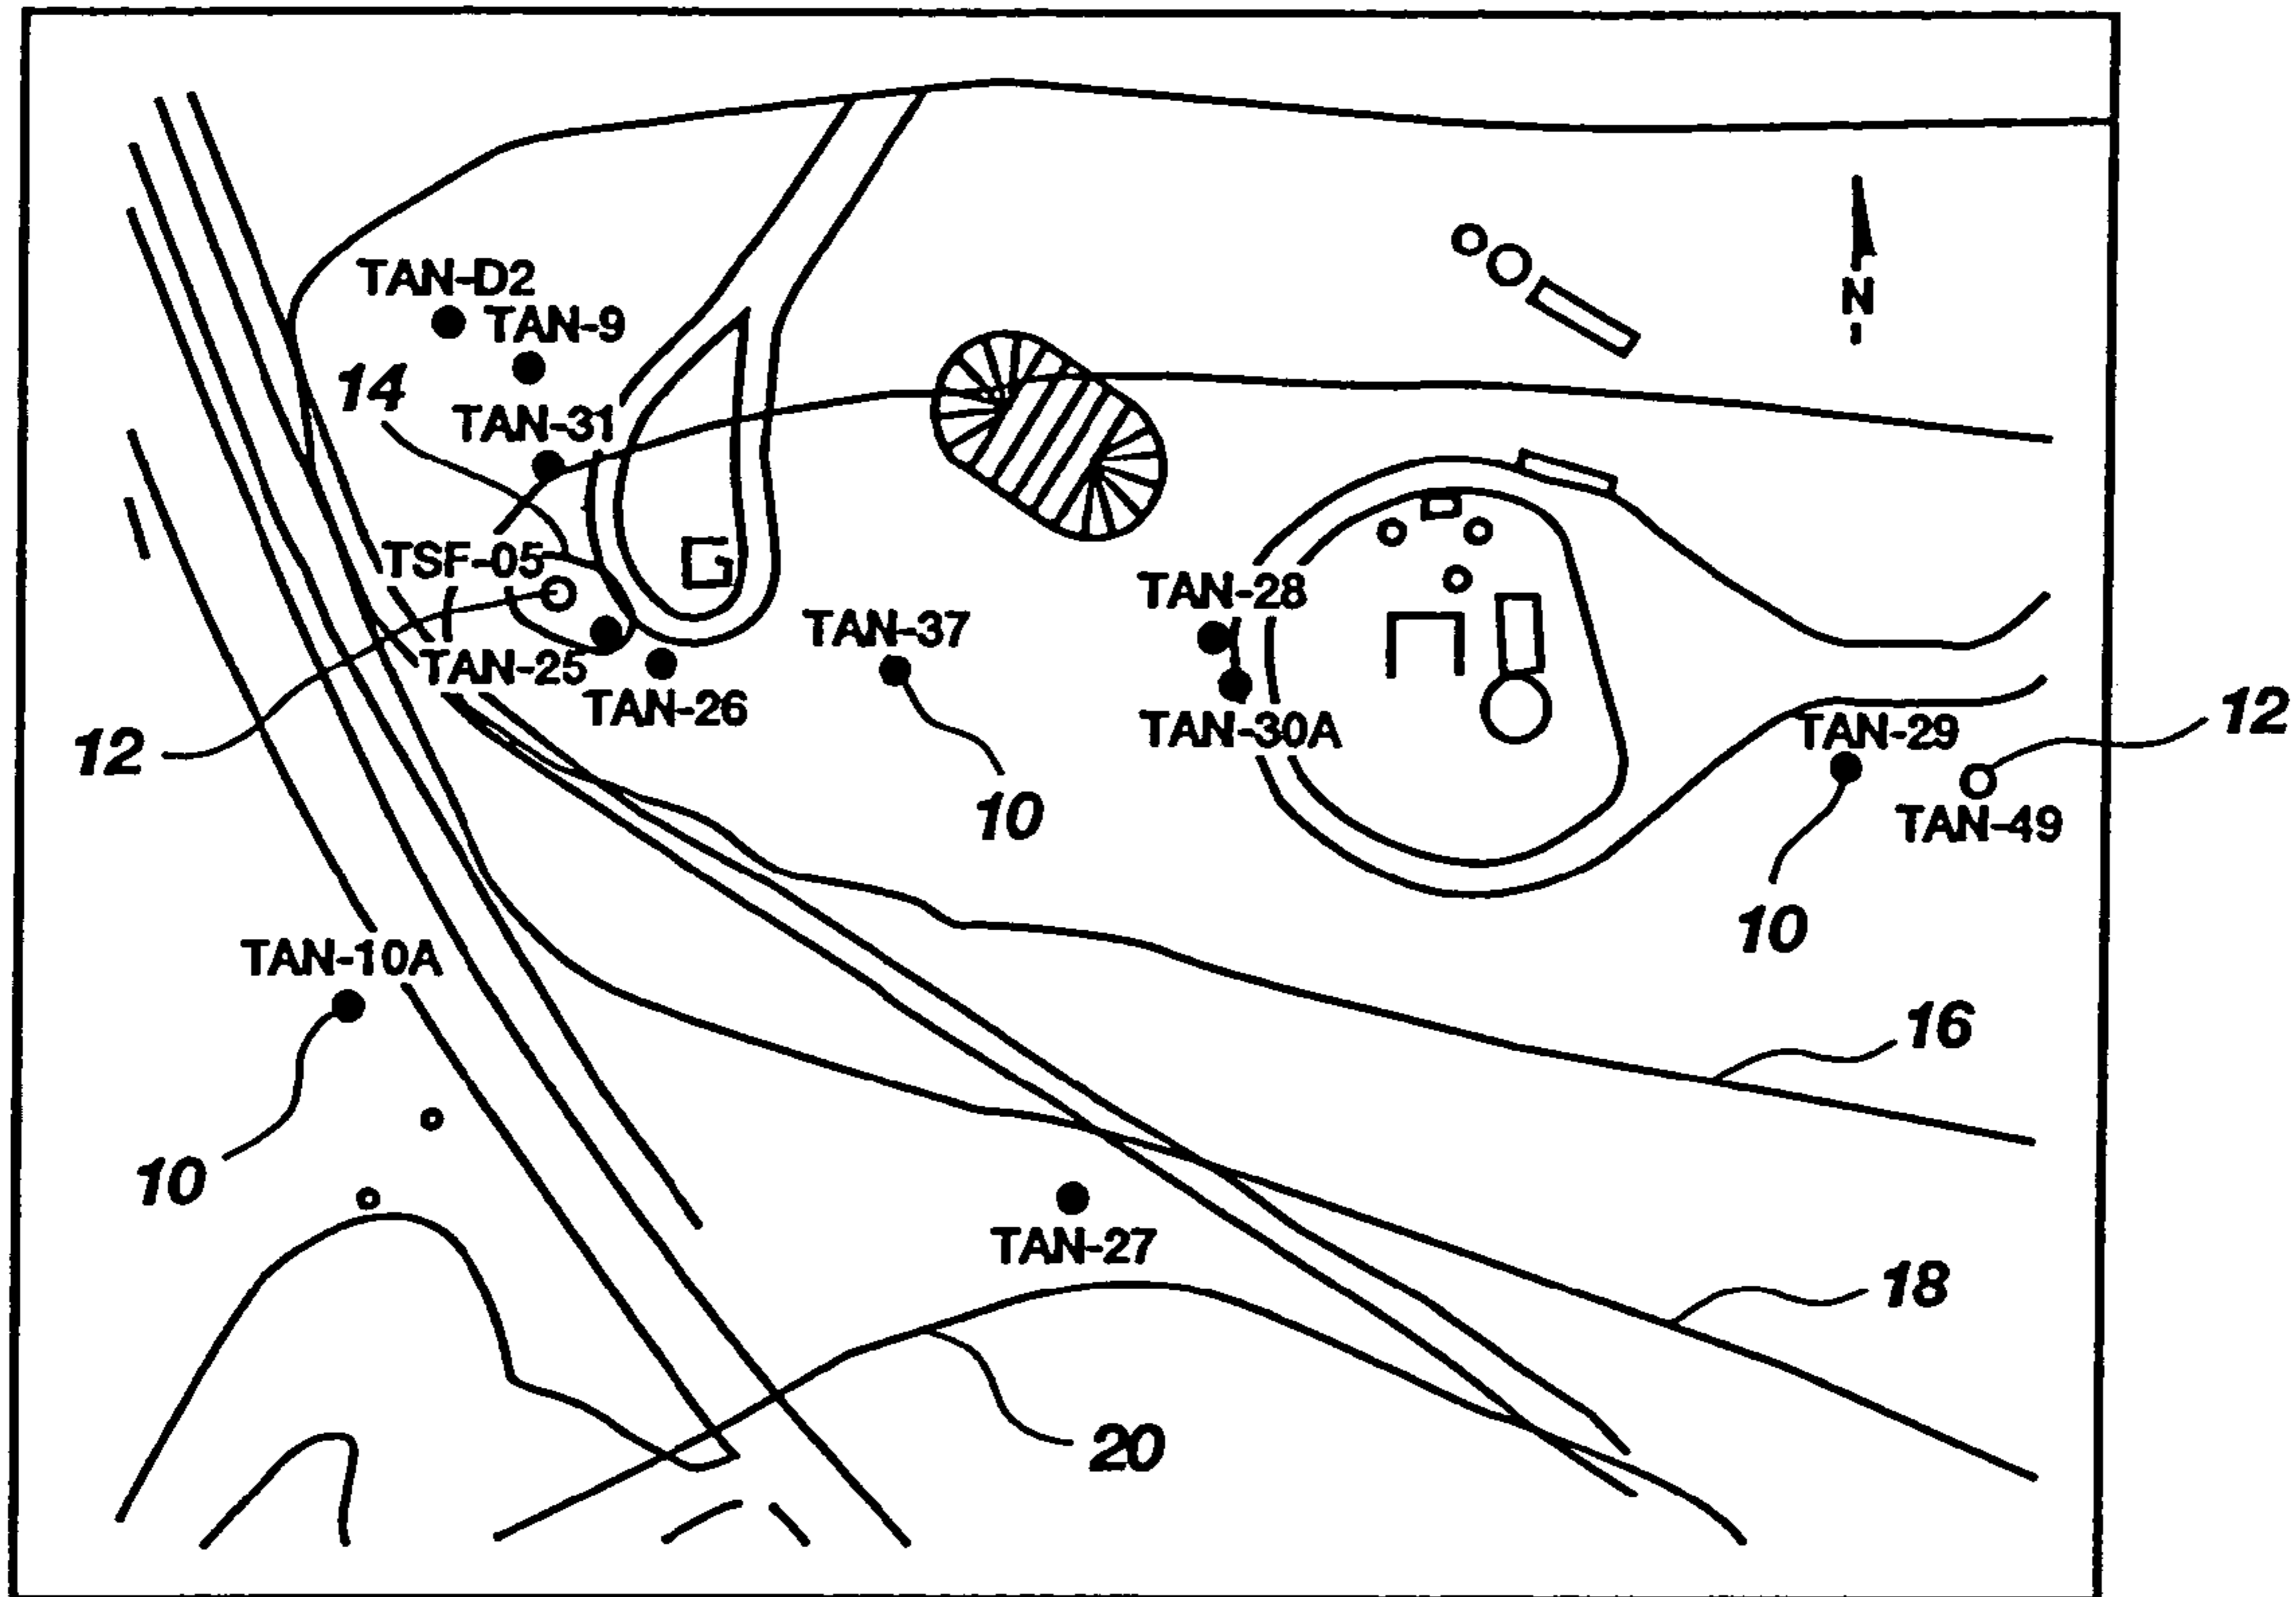 TAN-D2
N
TAN-9
14
TAN-31
TSF-05
TAN-28
TAN-37
TAN-25
TAN-26
12
TAN-30A
TAN-29
12
10
TAN-49
10
TAN-10A
16
10
TAN-27
18
20